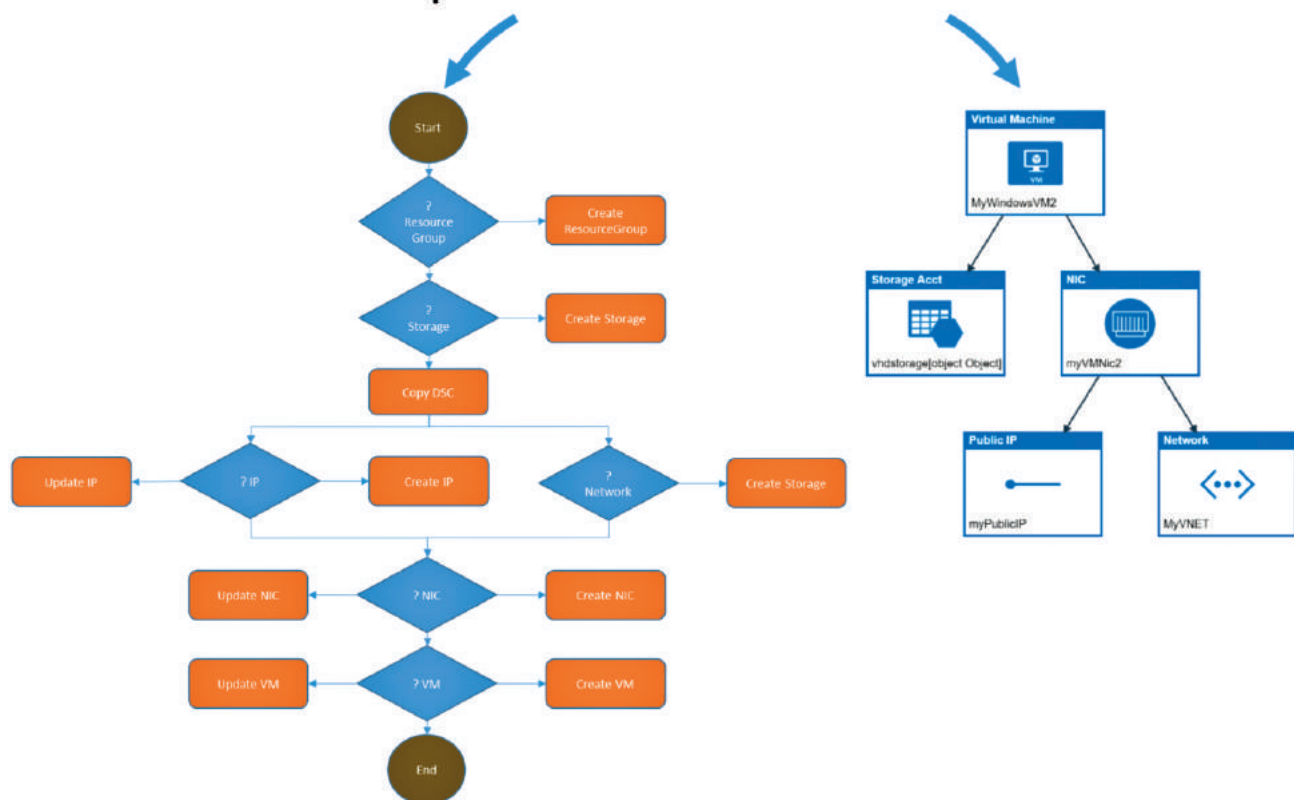 Start
?
Resource
Group
Create
ResourceGroup
?
Storage
Create Storage
Copy DSC
Update IP
? IP
Create IP
?
Network
Create Storage
Update NIC
? NIC
Create NIC
Update VM
? VM
Create VM
End
Virtual Machine
VM
MyWindowsVM2
Storage Acct
vhdstorage[object Object]
NIC
myVMNic2
Public IP
myPublicIP
Network
MyVNET